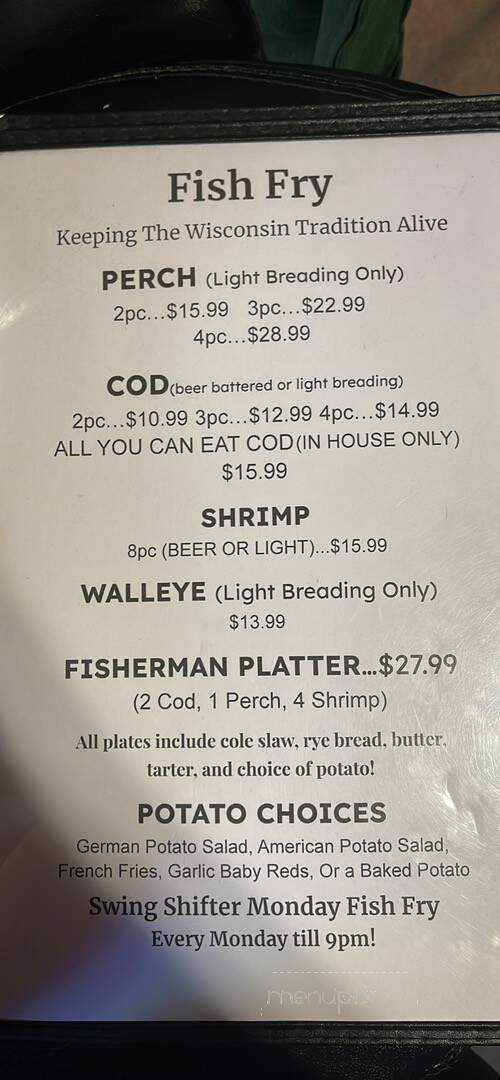 Fish Fry
Keeping The Wisconsin Tradition Alive
PERCH (Light Breading Only)
2pc...$15.99 3pc...$22.99
4pc...$28.99
COD(beer battered or light breading)
2pc...$10.99 3pc...$12.99 4pc...$14.99
ALL YOU CAN EAT COD(IN HOUSE ONLY)
$15.99
SHRIMP
8pc (BEER OR LIGHT)...$15.99
WALLEYE (Light Breading Only)
$13.99
FISHERMAN PLATTER...$27.99
(2 Cod, 1 Perch, 4 Shrimp)
All plates include cole slaw, rye bread, butter,
tarter, and choice of potato!
POTATO CHOICES
German Potato Salad, American Potato Salad,
French Fries, Garlic Baby Reds, Or a Baked Potato
Swing Shifter Monday Fish Fry
Every Monday till 9pm!